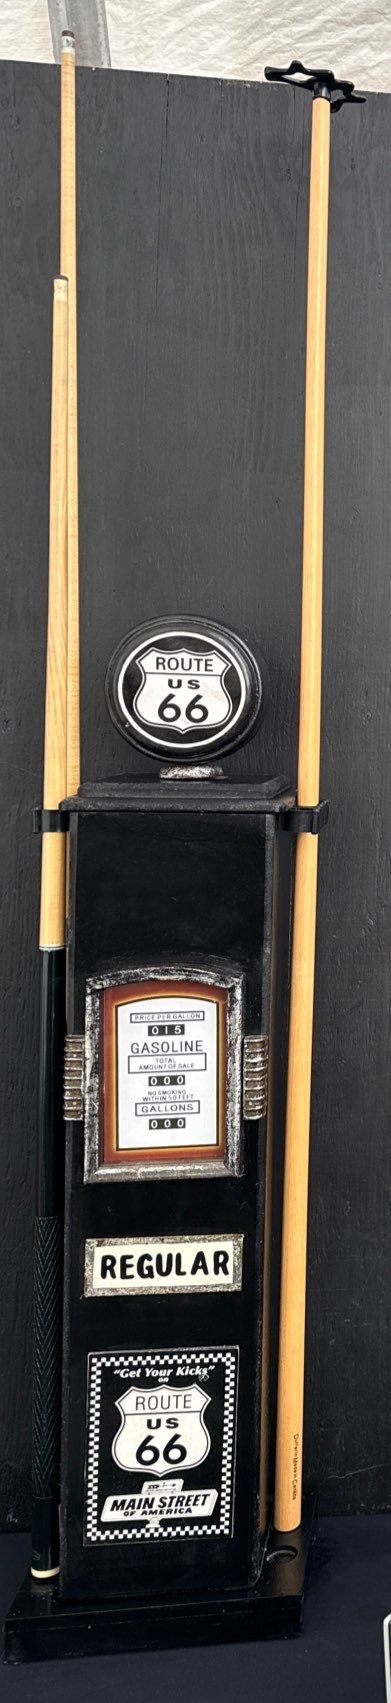 ROUTE
US
66
PRICE PER GALLON
015
GASOLINE
TOTAL
AMOUNT OF SALE
000
NO SMOKING
WITHIN 50 FEET
GALLONS
000
REGULAR
"Get Your Kicks"
on
ROUTE
US
66
MAIN STREET
OF AMERICA